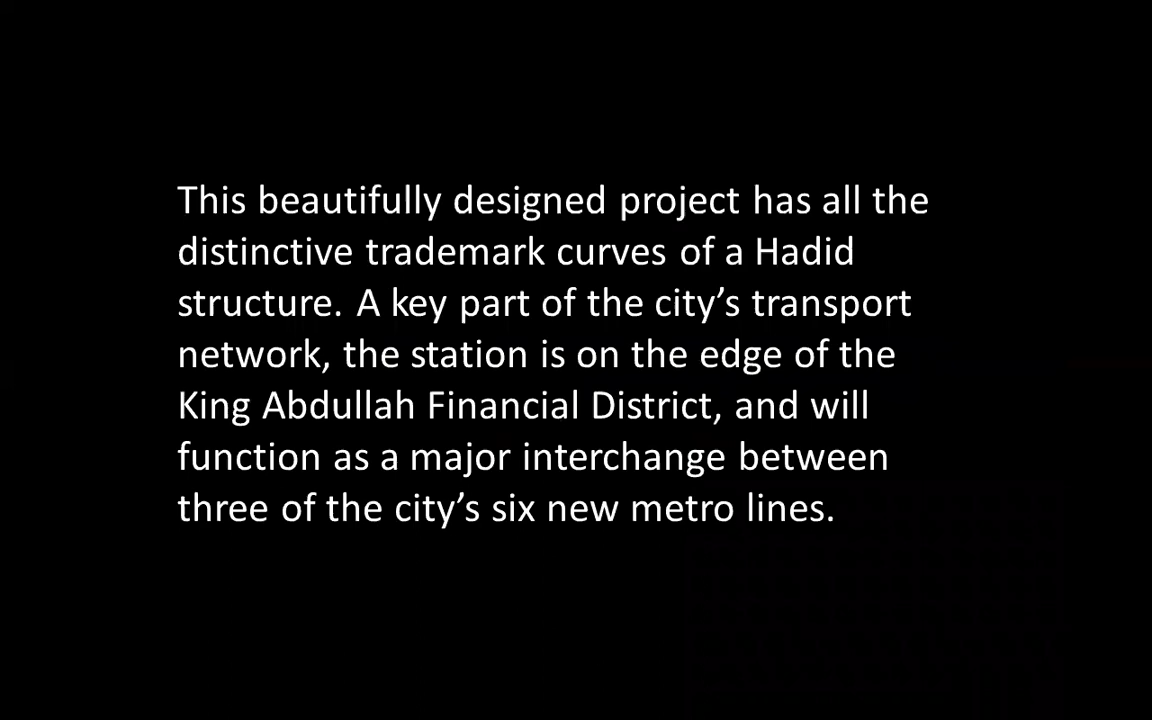 This beautifully designed project has all the
distinctive trademark curves of a Hadid
structure. A key part of the city’s transport
network, the station is on the edge of the
King Abdullah Financial District, and will
function as a major interchange between
three of the city’s six new metro lines.